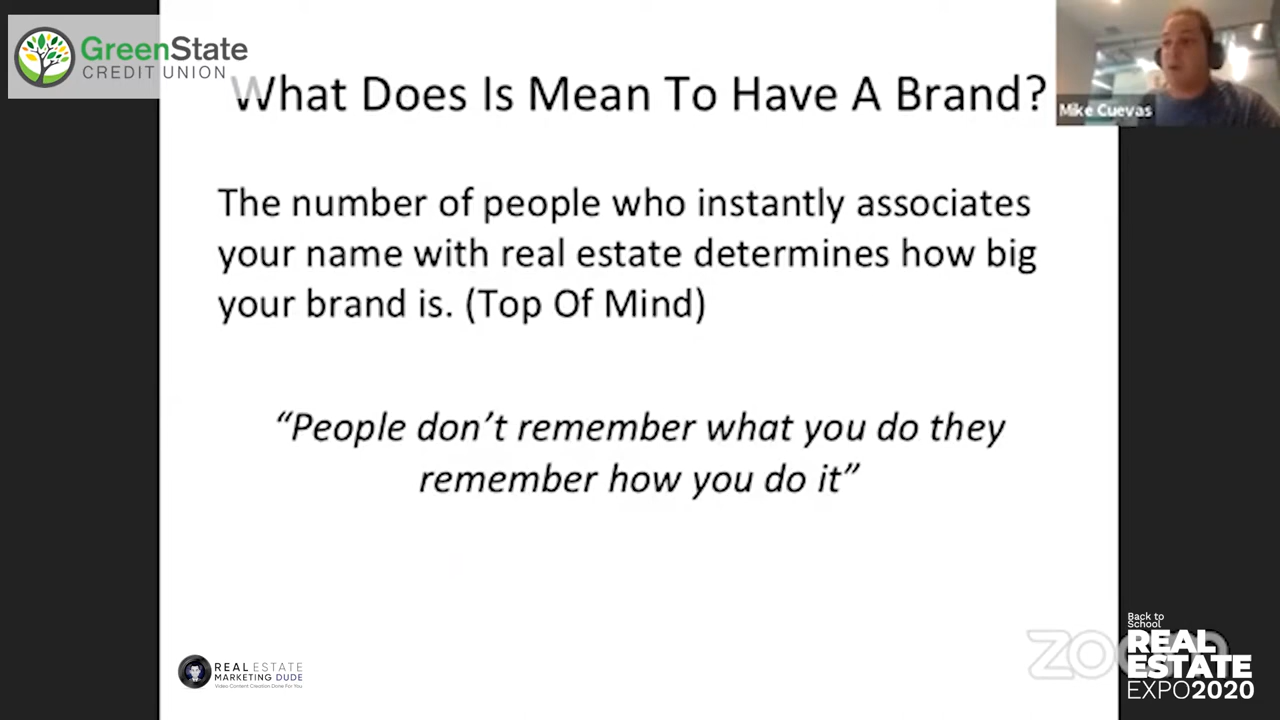 GreenState
CREDIT UNION
What Does Is Mean To Have A Brand?
Mike Cuevas
The number of people who instantly associates
your name with real estate determines how big
your brand is. (Top Of Mind)
“People don’t remember what you do they
remember how you do it”
REAL ESTATE
MARKETING DUDE
Video Content Creation Done For You
zoom
Back to
School
REAL
ESTATE
EXPO2020